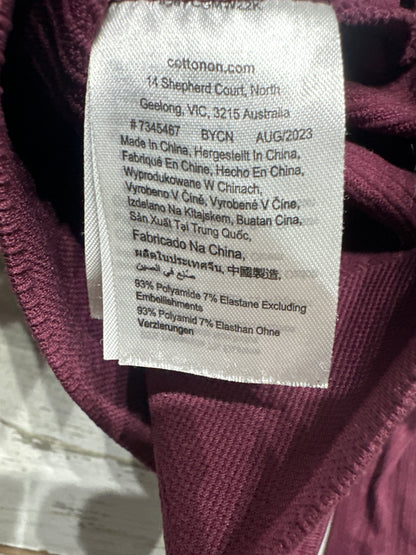 cottonon.com
14 Shepherd Court, North
Geelong, VIC, 3215 Australia
#7345467 BYCN AUG/2023
Made In China, Hergestellt In China,
Fabriqué En Chine, Hecho En China,
Wyprodukowane W Chinach,
Vyrobeno V Číně, Vyrobené V Číne,
Izdelano Na Kitajskem, Buatan Cina,
Sản Xuất Tại Trung Quốc,
Fabricado Na China,
ผลิตในประเทศจีน, 中國製造,
صنع في الصين
93% Polyamide 7% Elastane Excluding
Embellishments
93% Polyamid 7% Elasthan Ohne
Verzierungen